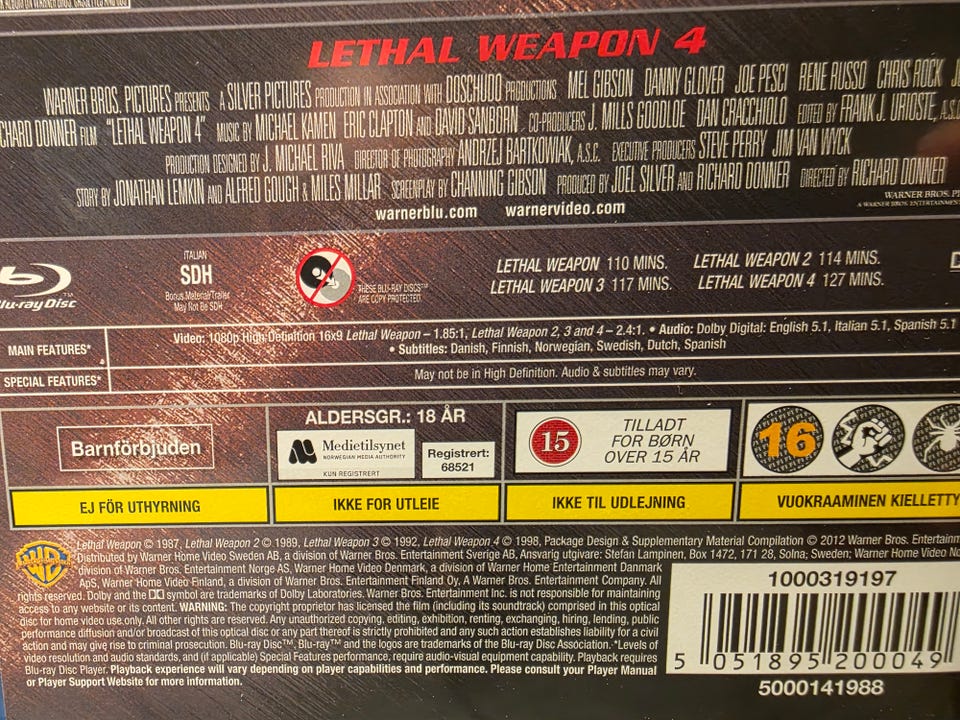 LETHAL WEAPON 4
WARNER BROS. PICTURES PRESENTS A SILVER PICTURES PRODUCTION IN ASSOCIATION WITH DOSCHUDO PRODUCTIONS MEL GIBSON DANNY GLOVER JOE PESCI RENE RUSSO CHRIS ROCK
CHARD DONNER FILM "LETHAL WEAPON 4" MUSIC BY MICHAEL KAMEN ERIC CLAPTON AND DAVID SANBORN CO-PRODUCERS J. MILLS GOODLOE DAN CRACCHIOLO EDITED BY FRANK J. URIOSTE, A.S.C
PRODUCTION DESIGNED BY J. MICHAEL RIVA DIRECTOR OF PHOTOGRAPHY ANDRZEJ BARTKOWIAK, A.S.C. EXECUTIVE PRODUCERS STEVE PERRY JIM VAN WYCK
STORY BY JONATHAN LEMKIN AND ALFRED GOUGH & MILES MILLAR SCREENPLAY BY CHANNING GIBSON PRODUCED BY JOEL SILVER AND RICHARD DONNER DIRECTED BY RICHARD DONNER
warnerblu.com warnervideo.com
WARNER BROS. PI
A WARNER BROS. ENTERTAINMENT
Blu-ray Disc™
ITALIAN
SDH
Bonus Material/Trailer
May Not Be SDH
THESE BLU-RAY DISCS™
ARE COPY PROTECTED.
LETHAL WEAPON 110 MINS. LETHAL WEAPON 2 114 MINS.
LETHAL WEAPON 3 117 MINS. LETHAL WEAPON 4 127 MINS.
MAIN FEATURES*
Video: 1080p High Definition 16x9 Lethal Weapon – 1.85:1, Lethal Weapon 2, 3 and 4 – 2.4:1. • Audio: Dolby Digital: English 5.1, Italian 5.1, Spanish 5.1
• Subtitles: Danish, Finnish, Norwegian, Swedish, Dutch, Spanish
SPECIAL FEATURES*
May not be in High Definition. Audio & subtitles may vary.
Barnförbjuden
EJ FÖR UTHYRNING
ALDERSGR.: 18 ÅR
Medietilsynet
NORWEGIAN MEDIA AUTHORITY
KUN REGISTRERT
Registrert:
68521
IKKE FOR UTLEIE
15
TILLADT
FOR BØRN
OVER 15 ÅR
IKKE TIL UDLEJNING
16
VUOKRAAMINEN KIELLETTY
WB
Lethal Weapon © 1987, Lethal Weapon 2 © 1989, Lethal Weapon 3 © 1992, Lethal Weapon 4 © 1998, Package Design & Supplementary Material Compilation © 2012 Warner Bros. Entertain
Distributed by Warner Home Video Sweden AB, a division of Warner Bros. Entertainment Sverige AB, Ansvarig utgivare: Stefan Lampinen, Box 1472, 171 28, Solna; Sweden; Warner Home Video No
division of Warner Bros. Entertainment Norge AS, Warner Home Video Denmark, a division of Warner Bros. Entertainment Danmark
ApS, Warner Home Video Finland, a division of Warner Bros. Entertainment Finland Oy, A Warner Bros. Entertainment Company. All
rights reserved. Dolby and the DD symbol are trademarks of Dolby Laboratories. Warner Bros. Entertainment Inc. is not responsible for maintaining
access to any website or its content. WARNING: The copyright proprietor has licensed the film (including its soundtrack) comprised in this optical
disc for home video use only. All other rights are reserved. Any unauthorized copying, editing, exhibition, renting, exchanging, hiring, lending, public
performance diffusion and/or broadcast of this optical disc or any part thereof is strictly prohibited and any such action establishes liability for a civil
action and may give rise to criminal prosecution. Blu-ray Disc™, Blu-ray™ and the logos are trademarks of the Blu-ray Disc Association. *Levels of
video resolution and audio standards, and (if applicable) Special Features performance, require audio-visual equipment capability. Playback requires
Blu-ray Disc Player. Playback experience will vary depending on player capabilities and performance. Please consult your Player Manual
or Player Support Website for more information.
1000319197
5 051895 200049
5000141988